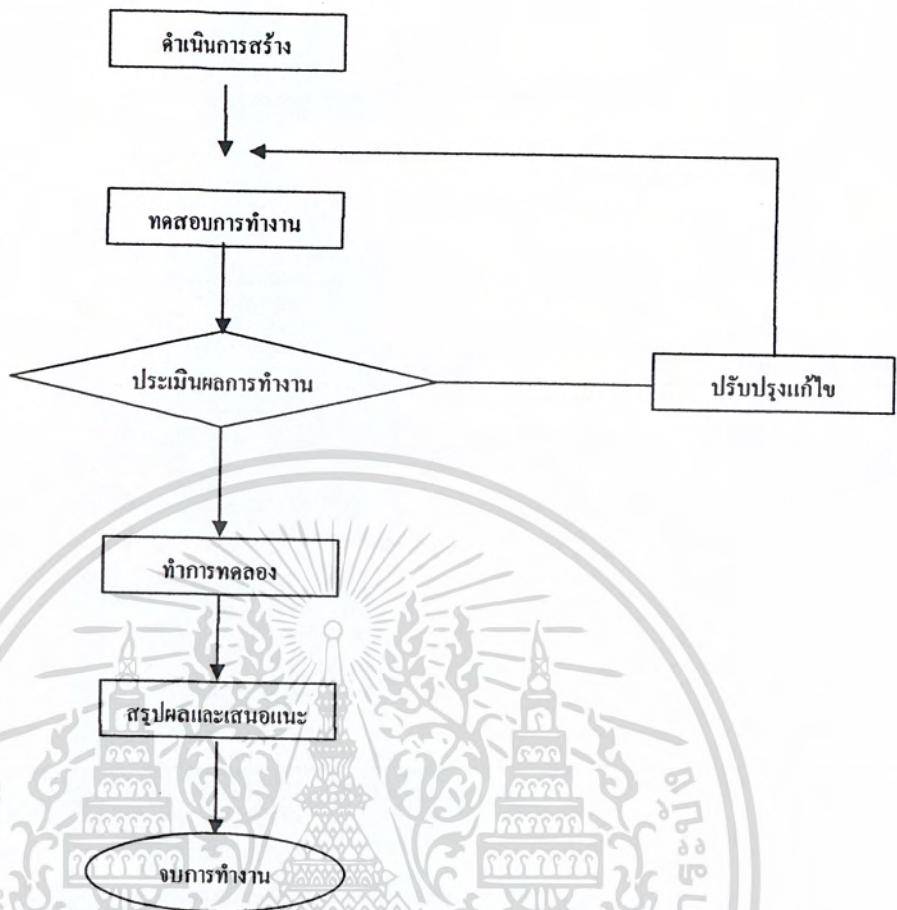 ดำเนินการสร้าง
ทดสอบการทำงาน
ประเมินผลการทำงาน
ปรับปรุงแก้ไข
ทำการทดลอง
สรุปผลและเสนอแนะ
จบการทำงาน